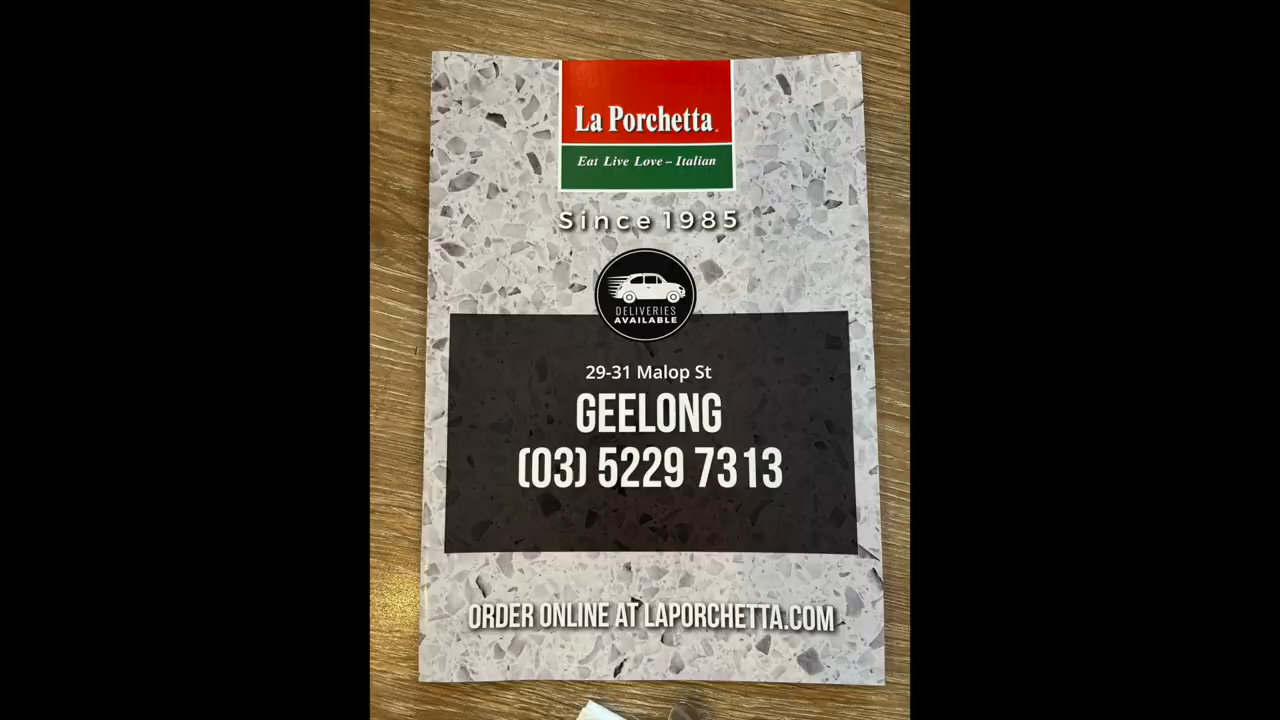 La Porchetta
Eat Live Love – Italian
Since 1985
DELIVERIES
AVAILABLE
29-31 Malop St
GEELONG
(03) 5229 7313
ORDER ONLINE AT LAPORCHETTA.COM